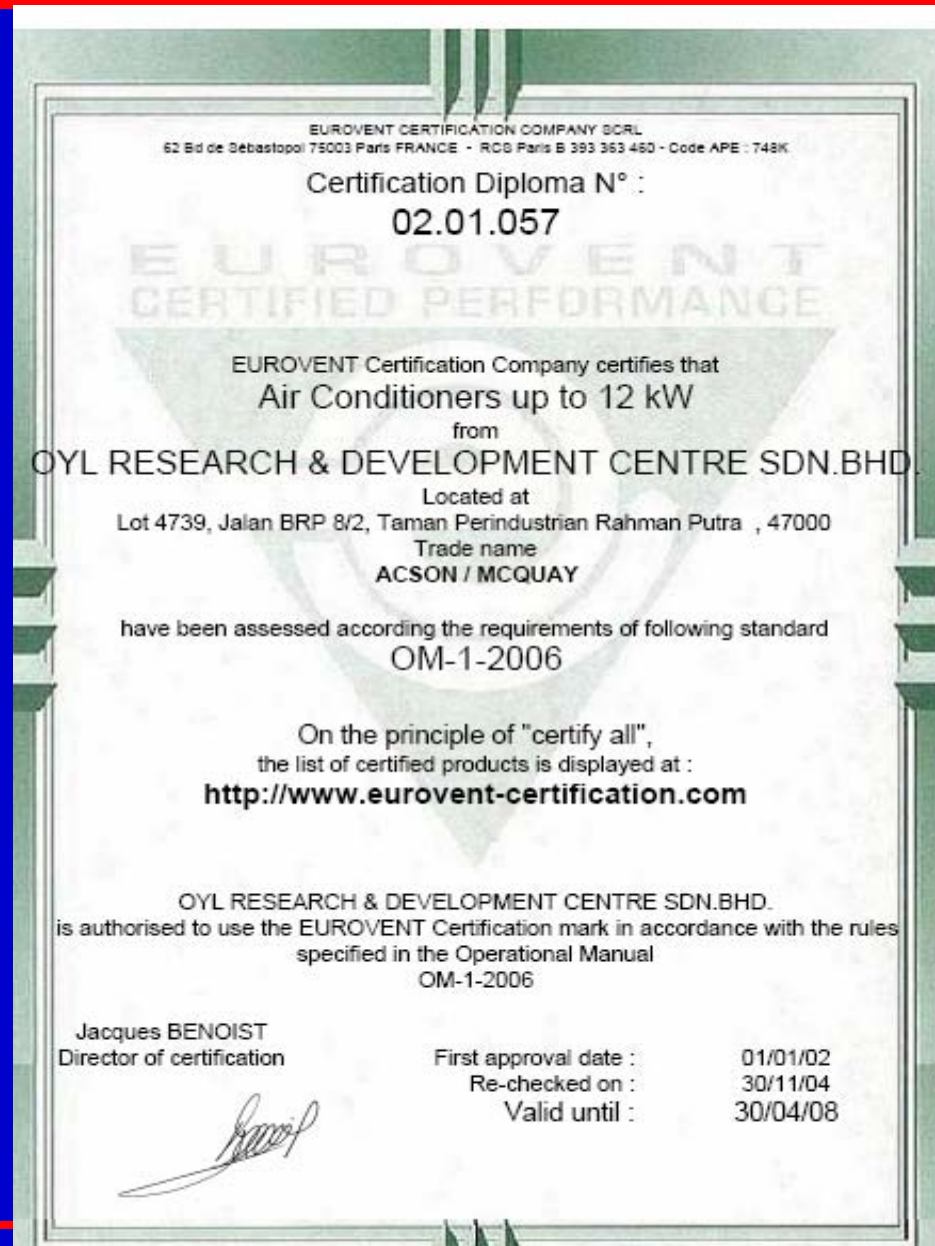 EUROVENT CERTIFICATION COMPANY SCRL
62 Bd de Sébastopol 75003 Paris FRANCE - RCS Paris B 393 363 460 - Code APE : 748K
Certification Diploma N° :
02.01.057
EUROVENT
CERTIFIED PERFORMANCE
EUROVENT Certification Company certifies that
Air Conditioners up to 12 kW
from
OYL RESEARCH & DEVELOPMENT CENTRE SDN.BHD.
Located at
Lot 4739, Jalan BRP 8/2, Taman Perindustrian Rahman Putra , 47000
Trade name
ACSON / MCQUAY
have been assessed according the requirements of following standard
OM-1-2006
On the principle of "certify all",
the list of certified products is displayed at :
http://www.eurovent-certification.com
OYL RESEARCH & DEVELOPMENT CENTRE SDN.BHD.
is authorised to use the EUROVENT Certification mark in accordance with the rules
specified in the Operational Manual
OM-1-2006
Jacques BENOIST
Director of certification
First approval date : 01/01/02
Re-checked on : 30/11/04
Valid until : 30/04/08